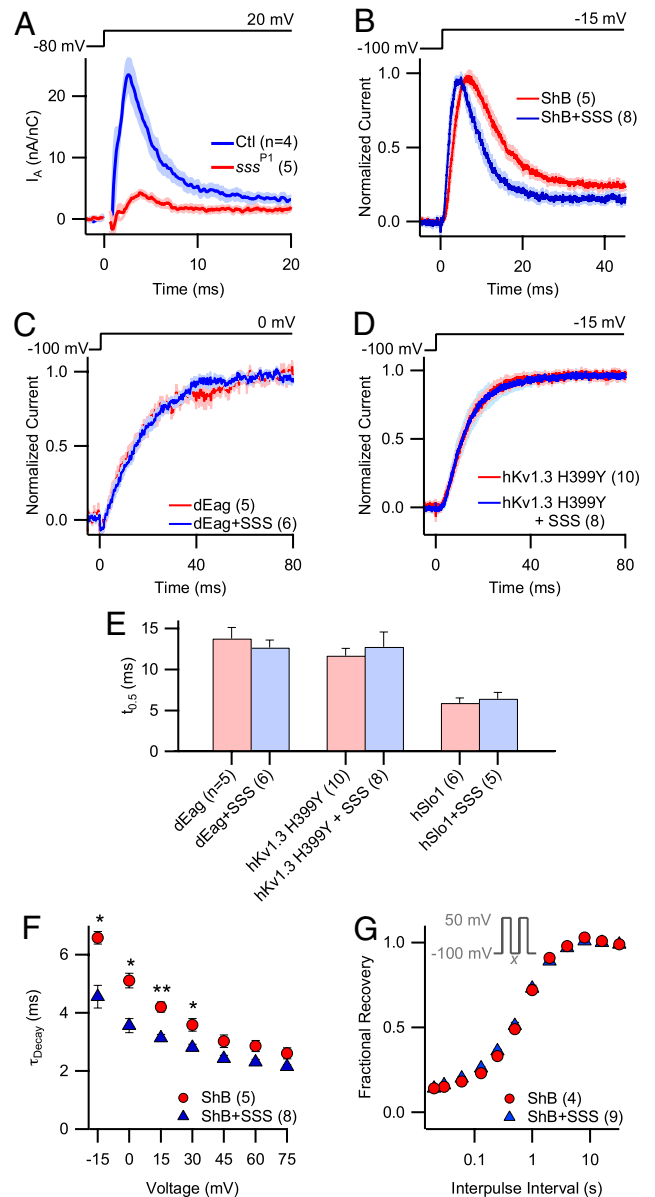 A
20 mV
-80 mV
I_A (nA/nC)
20
10
0
Ctl (n=4)
sss^P1 (5)
0
10
20
Time (ms)
B
-15 mV
-100 mV
Normalized Current
1.0
0.5
0.0
ShB (5)
ShB+SSS (8)
0
20
40
Time (ms)
C
0 mV
-100 mV
Normalized Current
1.0
0.5
0.0
dEag (5)
dEag+SSS (6)
0
40
80
Time (ms)
D
-15 mV
-100 mV
Normalized Current
1.0
0.5
0.0
hKv1.3 H399Y (10)
hKv1.3 H399Y
+ SSS (8)
0
40
80
Time (ms)
E
t_0.5 (ms)
15
10
5
0
dEag (n=5)
dEag+SSS (6)
hKv1.3 H399Y (10)
hKv1.3 H399Y + SSS (8)
hSlo1 (6)
hSlo1+SSS (5)
F
τ_Decay (ms)
6
4
2
0
*
*
**
*
ShB (5)
ShB+SSS (8)
-15
0
15
30
45
60
75
Voltage (mV)
G
50 mV
-100 mV
x
Fractional Recovery
1.0
0.5
0.0
ShB (4)
ShB+SSS (9)
0.1
1
10
Interpulse Interval (s)